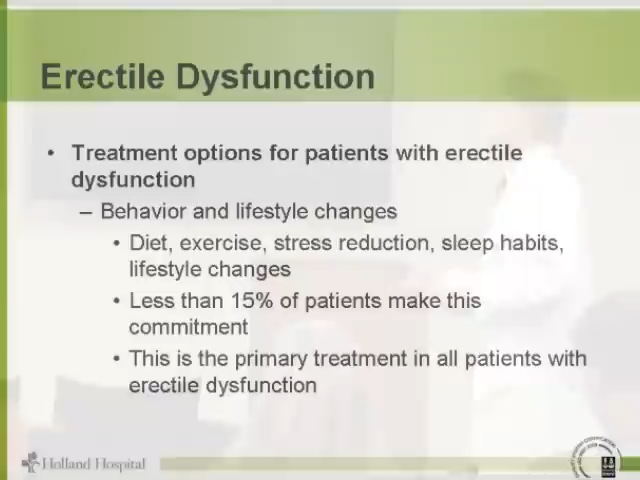 Erectile Dysfunction
• Treatment options for patients with erectile
dysfunction
– Behavior and lifestyle changes
• Diet, exercise, stress reduction, sleep habits,
lifestyle changes
• Less than 15% of patients make this
commitment
• This is the primary treatment in all patients with
erectile dysfunction
Holland Hospital